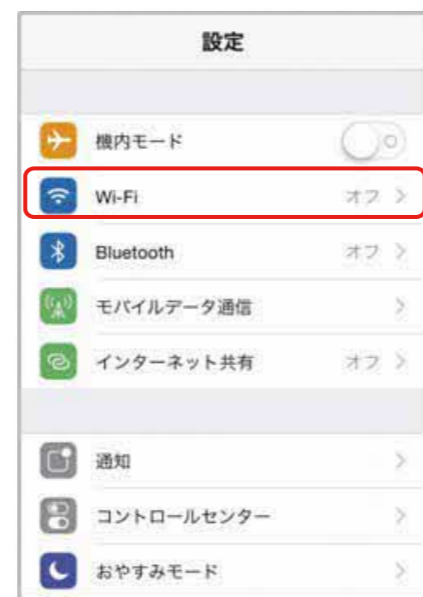 設定
機内モード
Wi-Fi オフ
Bluetooth オフ
モバイルデータ通信
インターネット共有 オフ
通知
コントロールセンター
おやすみモード